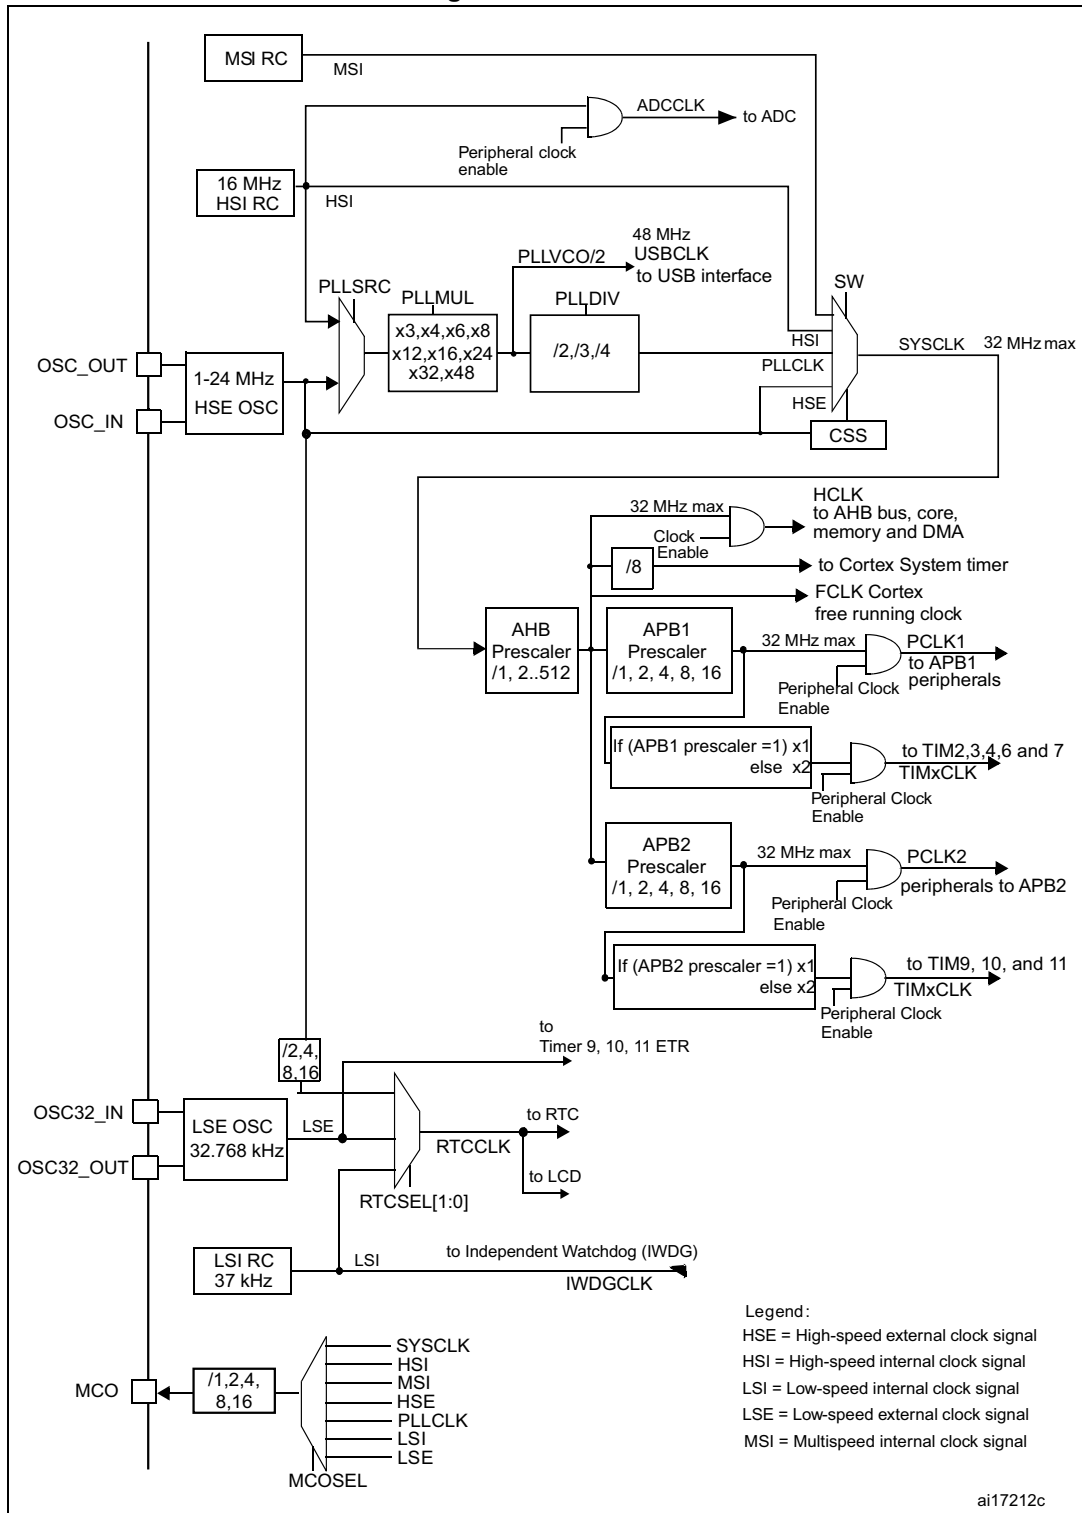 MSI RC
MSI
ADCCLK
to ADC
Peripheral clock
enable
16 MHz
HSI RC
HSI
48 MHz
USBCLK
to USB interface
PLLVCO/2
PLLSRC
PLLMUL
PLLDIV
SW
x3,x4,x6,x8
x12,x16,x24
x32,x48
/2,/3,/4
HSI
PLLCLK
HSE
SYSCLK
32 MHz max
OSC_OUT
OSC_IN
1-24 MHz
HSE OSC
CSS
HCLK
to AHB bus, core,
memory and DMA
32 MHz max
Clock
Enable
/8
to Cortex System timer
FCLK Cortex
free running clock
AHB
Prescaler
/1, 2..512
APB1
Prescaler
/1, 2, 4, 8, 16
32 MHz max
PCLK1
to APB1
peripherals
Peripheral Clock
Enable
If (APB1 prescaler =1) x1
else x2
to TIM2,3,4,6 and 7
TIMxCLK
Peripheral Clock
Enable
APB2
Prescaler
/1, 2, 4, 8, 16
32 MHz max
PCLK2
peripherals to APB2
Peripheral Clock
Enable
If (APB2 prescaler =1) x1
else x2
to TIM9, 10, and 11
TIMxCLK
Peripheral Clock
Enable
to
Timer 9, 10, 11 ETR
/2,4,
8,16
OSC32_IN
OSC32_OUT
LSE OSC
32.768 kHz
LSE
RTCCLK
to RTC
to LCD
RTCSEL[1:0]
LSI RC
37 kHz
LSI
to Independent Watchdog (IWDG)
IWDGCLK
MCO
/1,2,4,
8,16
SYSCLK
HSI
MSI
HSE
PLLCLK
LSI
LSE
MCOSEL
Legend:
HSE = High-speed external clock signal
HSI = High-speed internal clock signal
LSI = Low-speed internal clock signal
LSE = Low-speed external clock signal
MSI = Multispeed internal clock signal
ai17212c